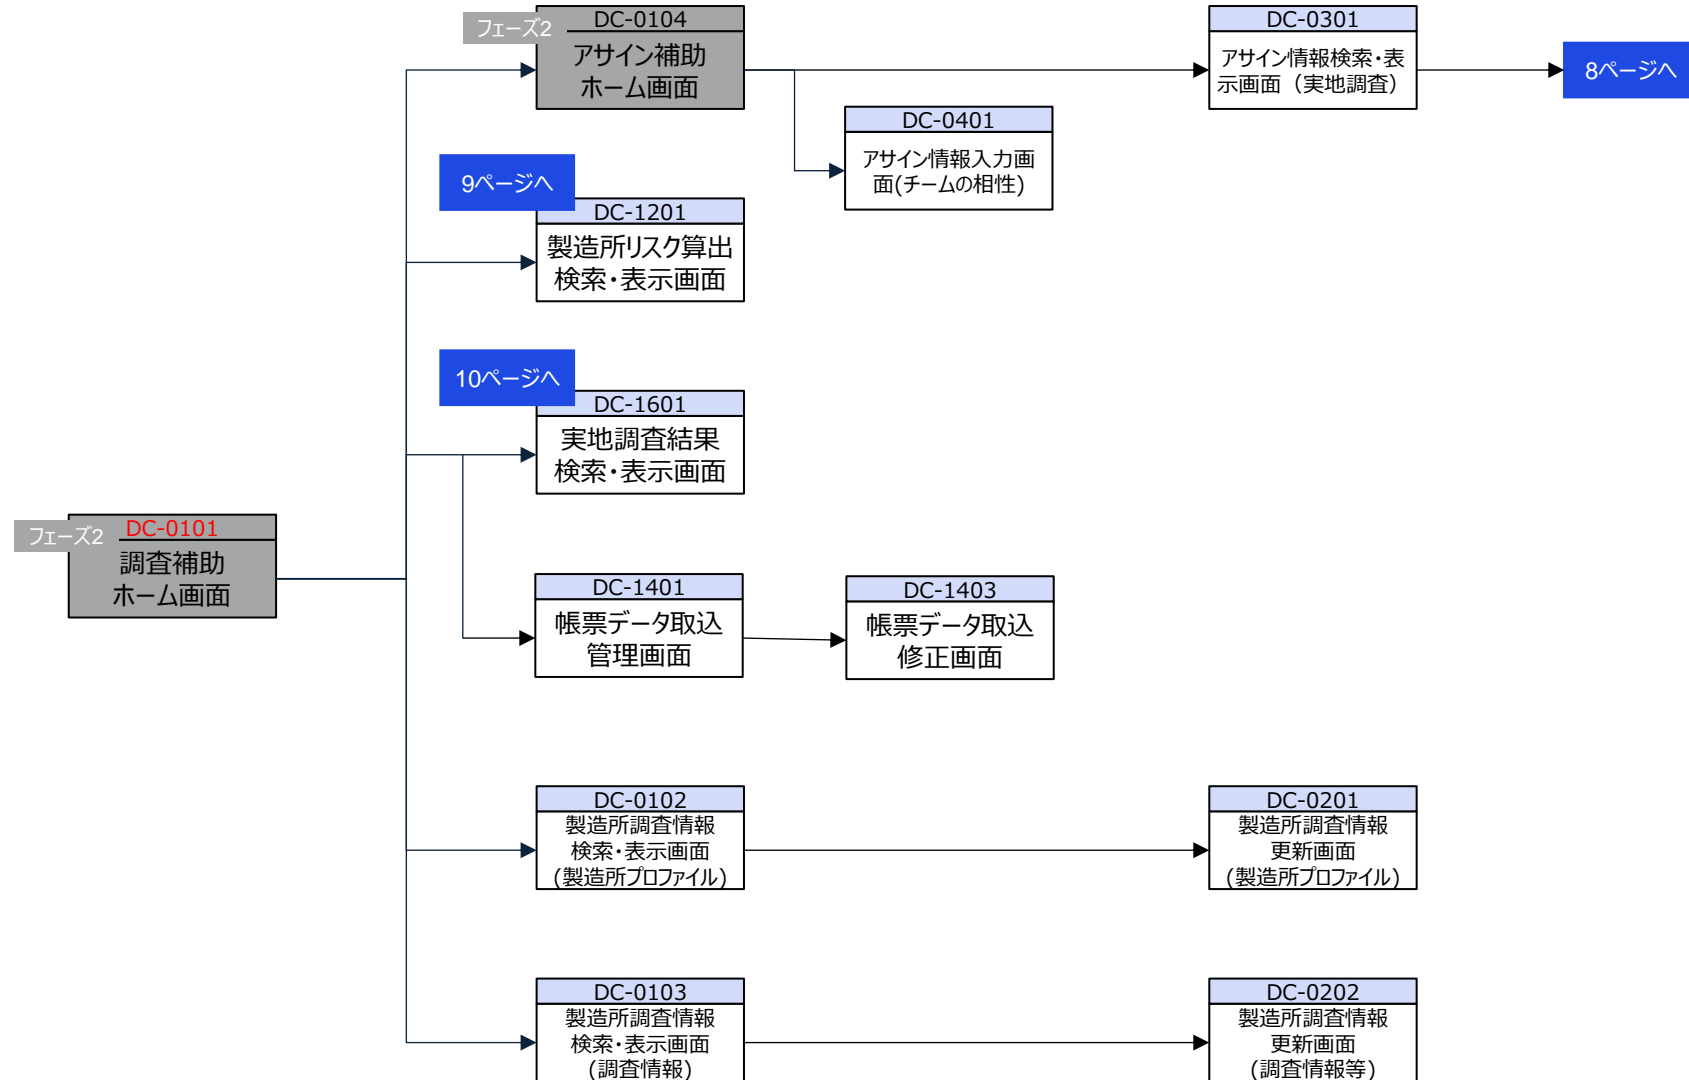 フェーズ2
DC-0104
アサイン補助
ホーム画面
DC-0301
アサイン情報検索・表
示画面（実地調査）
8ページへ
DC-0401
アサイン情報入力画
面(チームの相性)
9ページへ
DC-1201
製造所リスク算出
検索・表示画面
10ページへ
DC-1601
実地調査結果
検索・表示画面
フェーズ2
DC-0101
調査補助
ホーム画面
DC-1401
帳票データ取込
管理画面
DC-1403
帳票データ取込
修正画面
DC-0102
製造所調査情報
検索・表示画面
(製造所プロファイル)
DC-0201
製造所調査情報
更新画面
(製造所プロファイル)
DC-0103
製造所調査情報
検索・表示画面
(調査情報)
DC-0202
製造所調査情報
更新画面
(調査情報等)